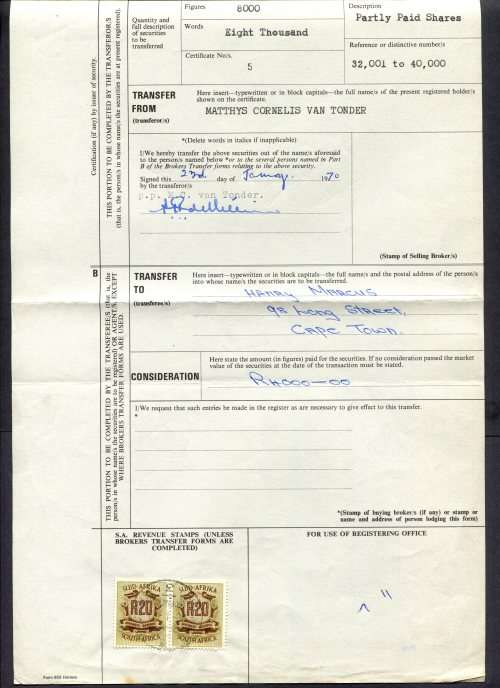 Figures
8000
Description
Partly Paid Shares
Quantity and
full description
of securities
to be
transferred
Words
Eight Thousand
Reference or distinctive number/s
Certificate No/s.
5
32,001 to 40,000
Certification (if any) by issuer of security.
THIS PORTION TO BE COMPLETED BY THE TRANSFEROR/S
(that is, the person/s in whose name/s the securities are at present registered).
TRANSFER
FROM
(transferor/s)
Here insert—typewritten or in block capitals—the full name/s of the present registered holder/s
shown on the certificate.
MATTHYS CORNELIS VAN TONDER
*(Delete words in italics if inapplicable)
I/We hereby transfer the above securities out of the name/s aforesaid
to the person/s named below *or to the several persons named in Part
B of the Brokers Transfer forms relating to the above security.
Signed this 23rd day of January 1970
by the transferor/s
p.p. M.C. van Tonder.
(Stamp of Selling Broker/s)
B
THIS PORTION TO BE COMPLETED BY THE TRANSFEREE/S (that is, the
person/s in whose name/s the securities are to be registered) OR AGENT/S, EXCEPT
WHERE BROKERS TRANSFER FORMS ARE USED.
TRANSFER
TO
(transferee/s)
Here insert—typewritten or in block capitals—the full name/s and the postal address of the person/s
into whose name/s the securities are to be transferred.
HARRY MARCUS
98 Long Street,
CAPE TOWN.
CONSIDERATION
Here state the amount (in figures) paid for the securities. If no consideration passed the market
value of the securities at the date of the transaction must be stated.
R4000—00
I/We request that such entries be made in the register as are necessary to give effect to this transfer.
*
*(Stamp of buying broker/s (if any) or stamp or
name and address of person lodging this form)
S.A. REVENUE STAMPS (UNLESS
BROKERS TRANSFER FORMS ARE
COMPLETED)
FOR USE OF REGISTERING OFFICE
SUID-AFRIKA
R20
SOUTH AFRICA
SUID-AFRIKA
R20
SOUTH AFRICA